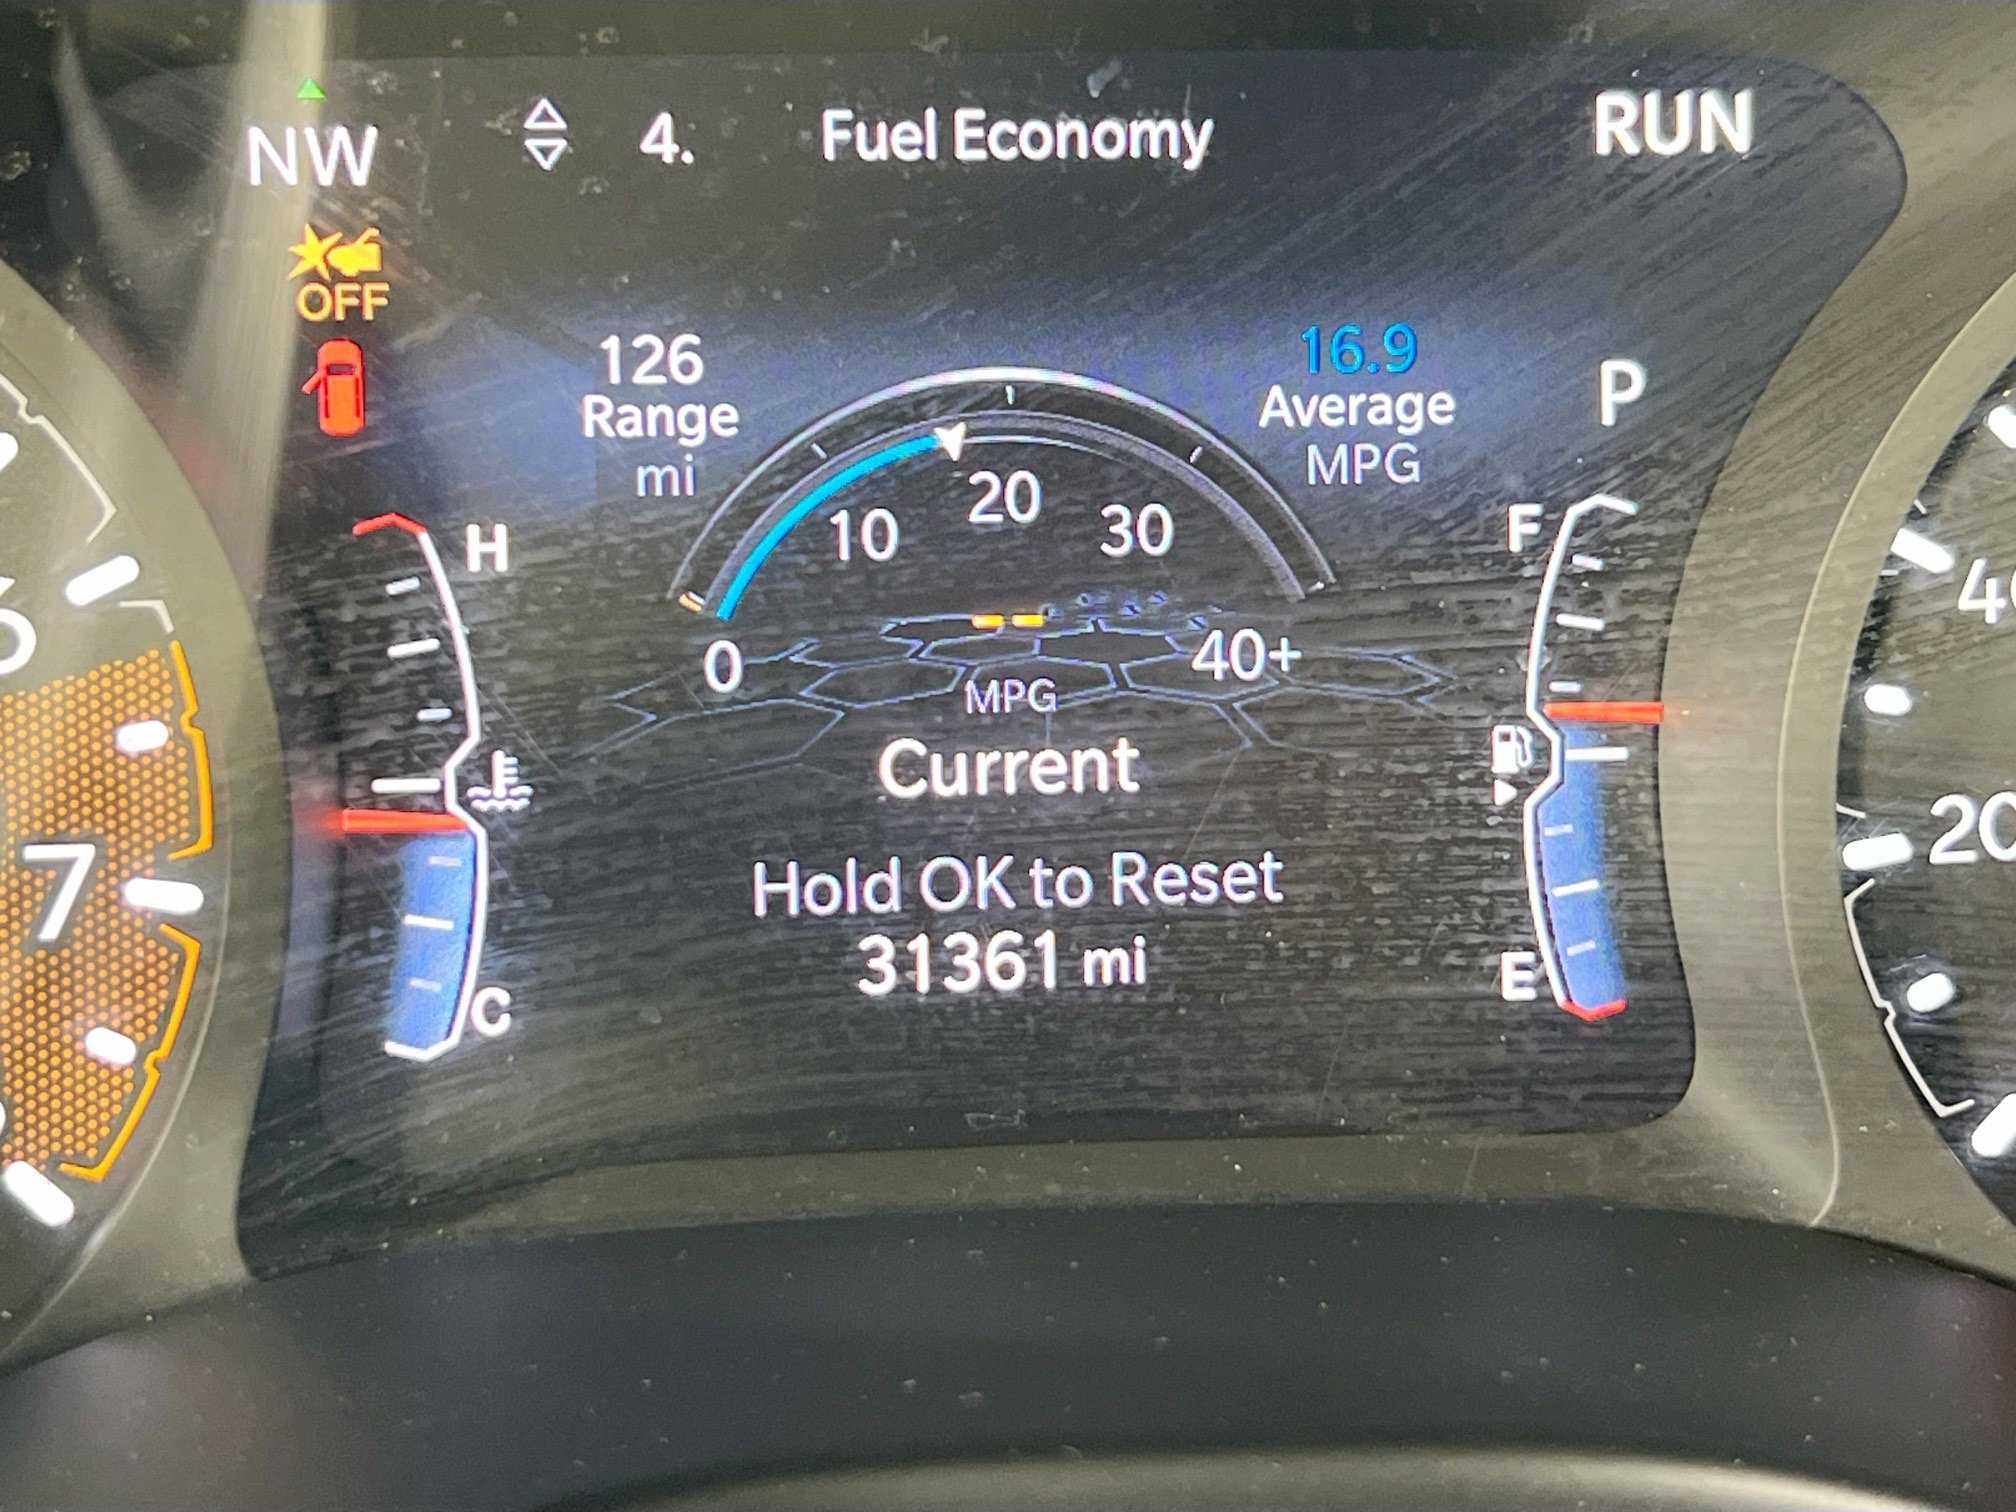 NW
4. Fuel Economy
RUN
OFF
126
Range
mi
16.9
Average
MPG
P
0
10
20
30
40+
MPG
Current
Hold OK to Reset
31361 mi
H
C
F
E
7
20